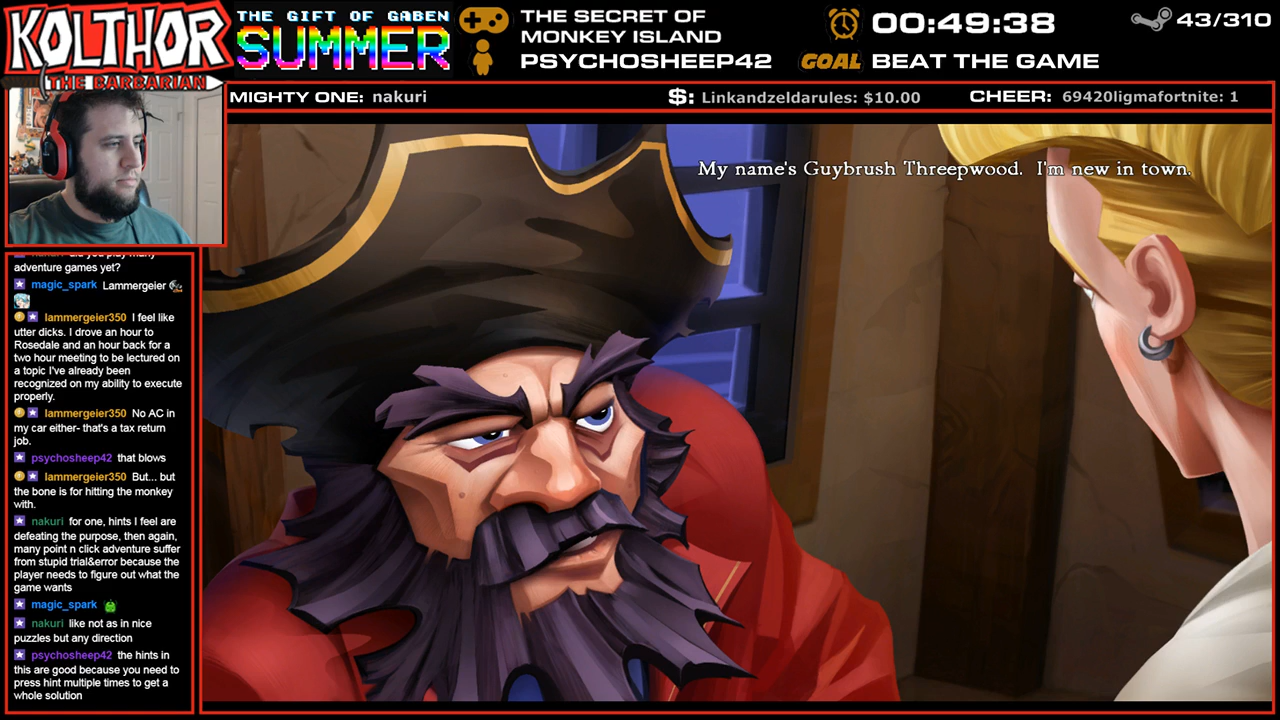 KOLTHOR
THE BARBARIAN
THE GIFT OF GABEN
SUMMER
THE SECRET OF
MONKEY ISLAND
PSYCHOSHEEP42
00:49:38
43/310
GOAL BEAT THE GAME
MIGHTY ONE: nakuri
$: Linkandzeldarules: $10.00
CHEER: 69420ligmafortnite: 1
My name's Guybrush Threepwood. I'm new in town.
nakuri did you play many
adventure games yet?
magic_spark Lammergeier
lammergeier350 I feel like
utter dicks. I drove an hour to
Rosedale and an hour back for a
two hour meeting to be lectured on
a topic I've already been
recognized on my ability to execute
properly.
lammergeier350 No AC in
my car either- that's a tax return
job.
psychosheep42 that blows
lammergeier350 But... but
the bone is for hitting the monkey
with.
nakuri for one, hints I feel are
defeating the purpose, then again,
many point n click adventure suffer
from stupid trial&error because the
player needs to figure out what the
game wants
magic_spark
nakuri like not as in nice
puzzles but any direction
psychosheep42 the hints in
this are good because you need to
press hint multiple times to get a
whole solution